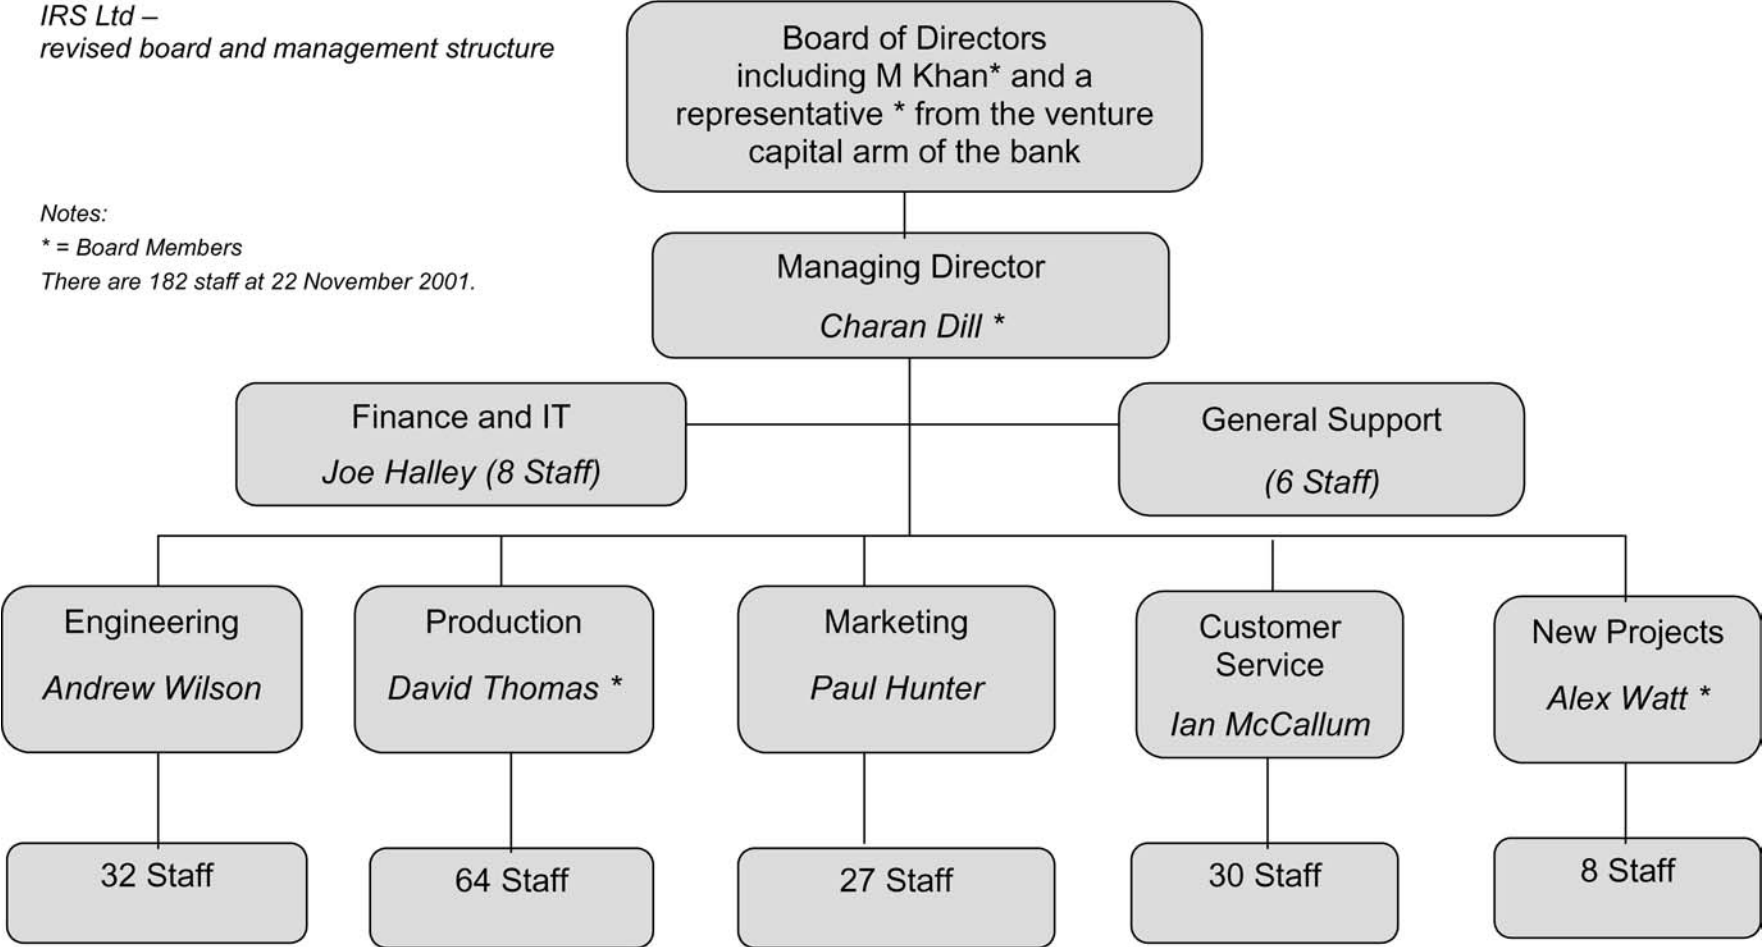 IRS Ltd –
revised board and management structure
Board of Directors
including M Khan* and a
representative * from the venture
capital arm of the bank
Notes:
* = Board Members
There are 182 staff at 22 November 2001.
Managing Director
Charan Dill *
Finance and IT
Joe Halley (8 Staff)
General Support
(6 Staff)
Engineering
Andrew Wilson
Production
David Thomas *
Marketing
Paul Hunter
Customer
Service
Ian McCallum
New Projects
Alex Watt *
32 Staff
64 Staff
27 Staff
30 Staff
8 Staff